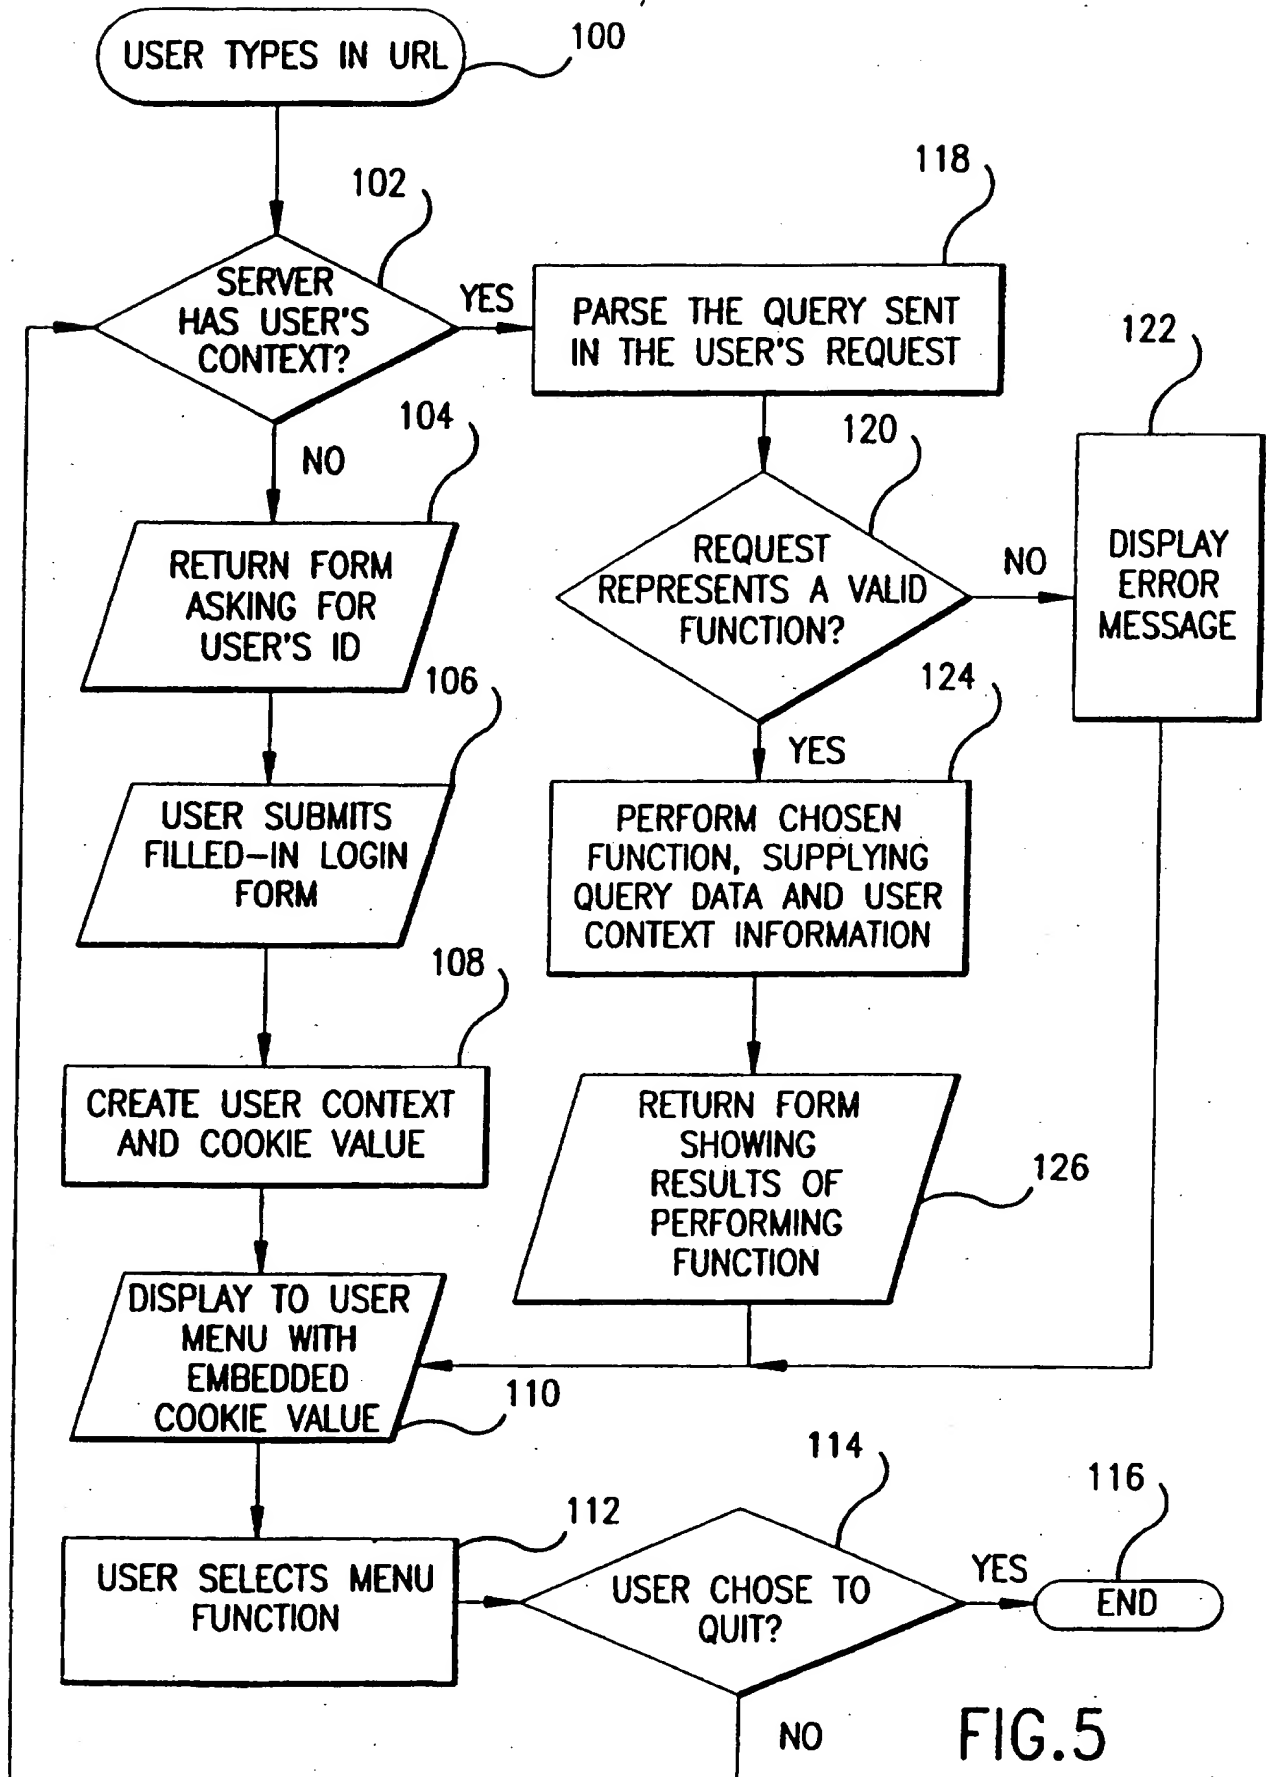 USER TYPES IN URL
100
102
SERVER
HAS USER'S
CONTEXT?
YES
NO
118
PARSE THE QUERY SENT
IN THE USER'S REQUEST
104
RETURN FORM
ASKING FOR
USER'S ID
120
REQUEST
REPRESENTS A VALID
FUNCTION?
NO
YES
122
DISPLAY
ERROR
MESSAGE
106
USER SUBMITS
FILLED-IN LOGIN
FORM
124
PERFORM CHOSEN
FUNCTION, SUPPLYING
QUERY DATA AND USER
CONTEXT INFORMATION
108
CREATE USER CONTEXT
AND COOKIE VALUE
RETURN FORM
SHOWING
RESULTS OF
PERFORMING
FUNCTION
126
DISPLAY TO USER
MENU WITH
EMBEDDED
COOKIE VALUE
110
112
USER SELECTS MENU
FUNCTION
114
USER CHOSE TO
QUIT?
YES
116
END
NO
FIG.5